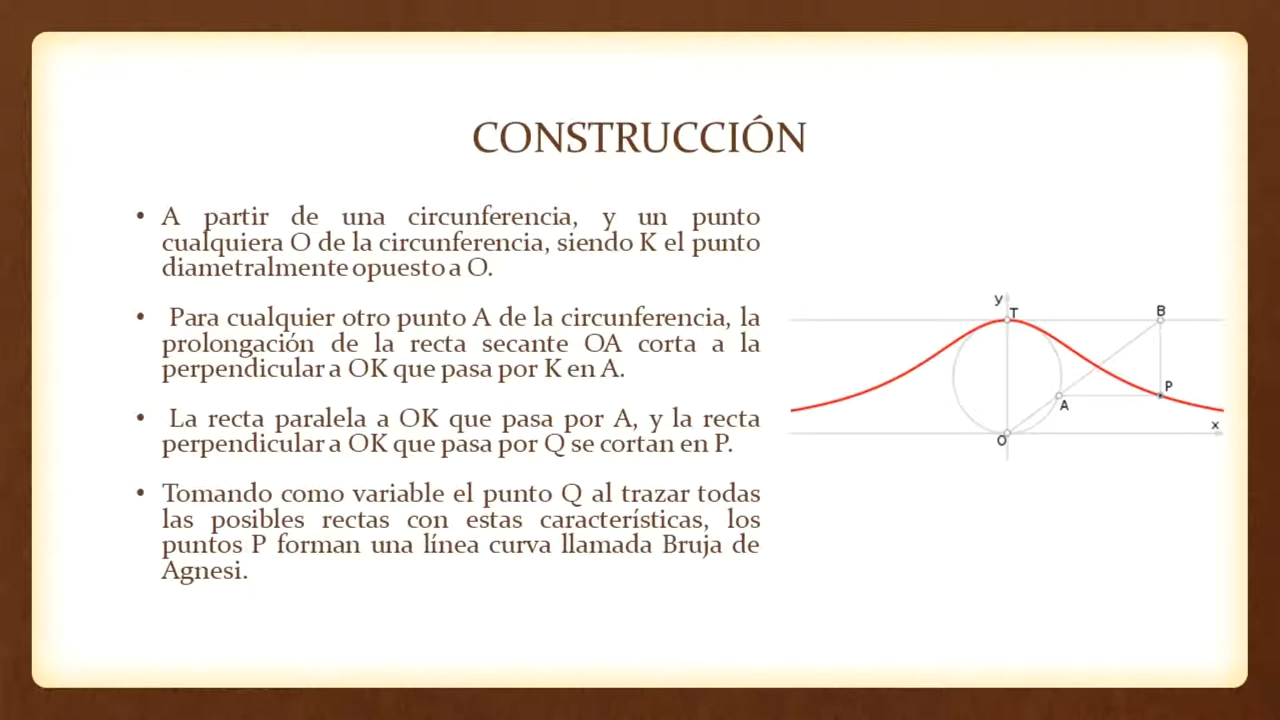 CONSTRUCCIÓN
• A partir de una circunferencia, y un punto
cualquiera O de la circunferencia, siendo K el punto
diametralmente opuesto a O.
• Para cualquier otro punto A de la circunferencia, la
prolongación de la recta secante OA corta a la
perpendicular a OK que pasa por K en A.
• La recta paralela a OK que pasa por A, y la recta
perpendicular a OK que pasa por Q se cortan en P.
• Tomando como variable el punto Q al trazar todas
las posibles rectas con estas características, los
puntos P forman una línea curva llamada Bruja de
Agnesi.
y
T
B
P
A
x
O